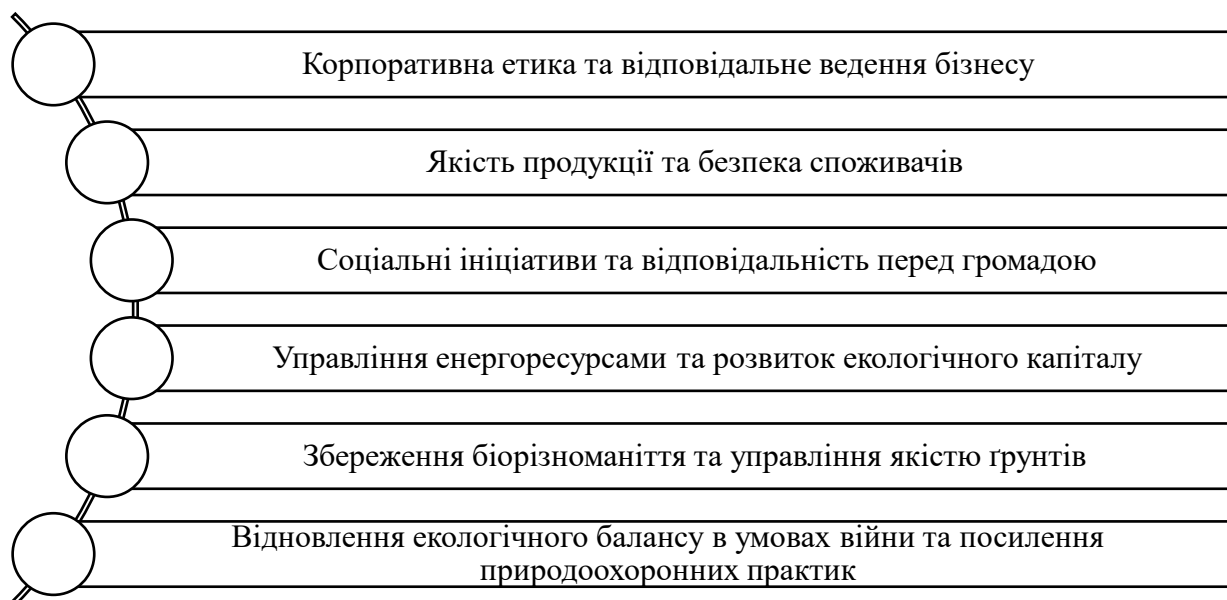 Корпоративна етика та відповідальне ведення бізнесу
Якість продукції та безпека споживачів
Соціальні ініціативи та відповідальність перед громадою
Управління енергоресурсами та розвиток екологічного капіталу
Збереження біорізноманіття та управління якістю ґрунтів
Відновлення екологічного балансу в умовах війни та посилення
природоохоронних практик